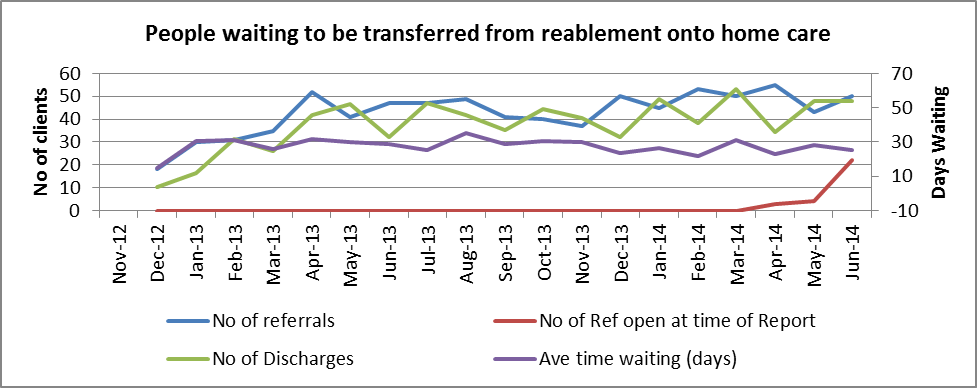 People waiting to be transferred from reablement onto home care
No of clients
60
50
40
30
20
10
0
70
50
30
10
-10
Days Waiting
Nov-12
Dec-12
Jan-13
Feb-13
Mar-13
Apr-13
May-13
Jun-13
Jul-13
Aug-13
Sep-13
Oct-13
Nov-13
Dec-13
Jan-14
Feb-14
Mar-14
Apr-14
May-14
Jun-14
No of referrals
No of Ref open at time of Report
No of Discharges
Ave time waiting (days)